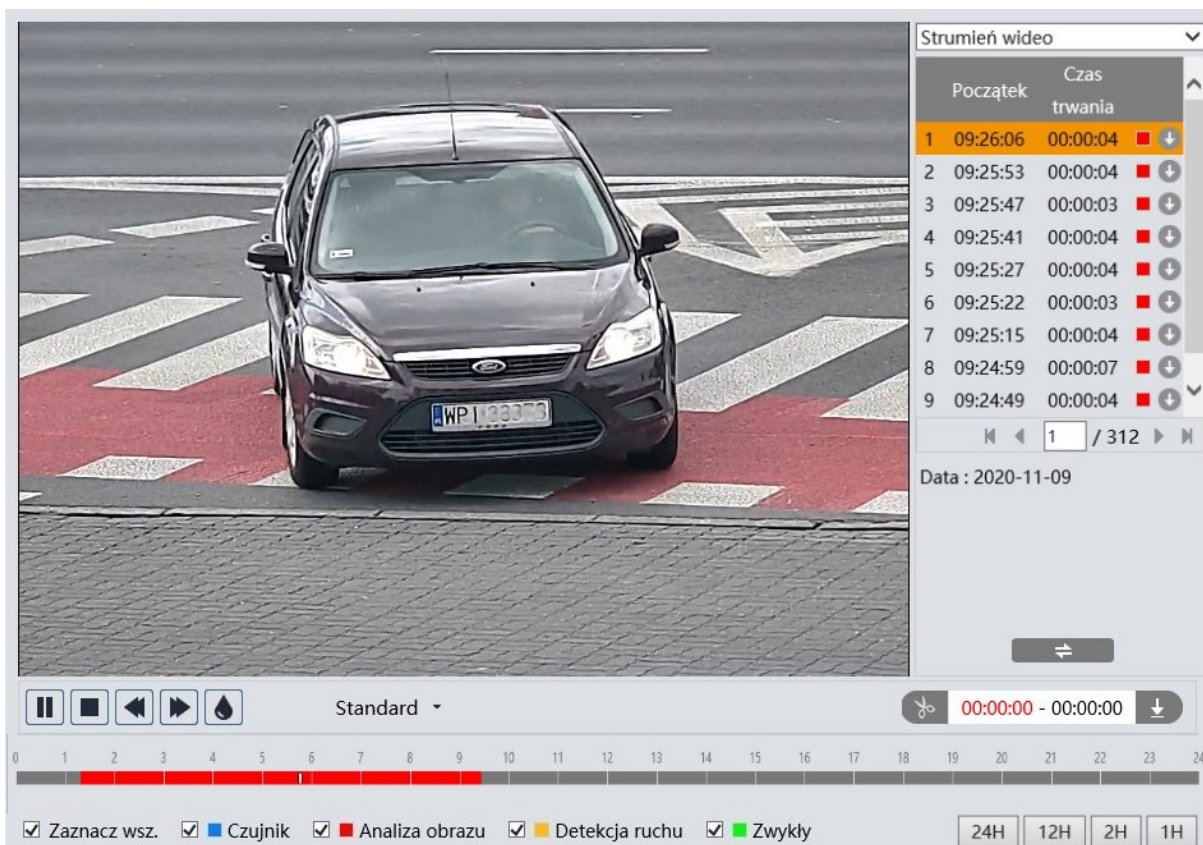 Strumień wideo
Początek Czas trwania
1 09:26:06 00:00:04
2 09:25:53 00:00:04
3 09:25:47 00:00:03
4 09:25:41 00:00:04
5 09:25:27 00:00:04
6 09:25:22 00:00:03
7 09:25:15 00:00:04
8 09:24:59 00:00:07
9 09:24:49 00:00:04
1 / 312
Data : 2020-11-09
Ford
WPI
Standard
00:00:00 - 00:00:00
0 1 2 3 4 5 6 7 8 9 10 11 12 13 14 15 16 17 18 19 20 21 22 23 24
Zaznacz wsz. Czujnik Analiza obrazu Detekcja ruchu Zwykły
24H 12H 2H 1H